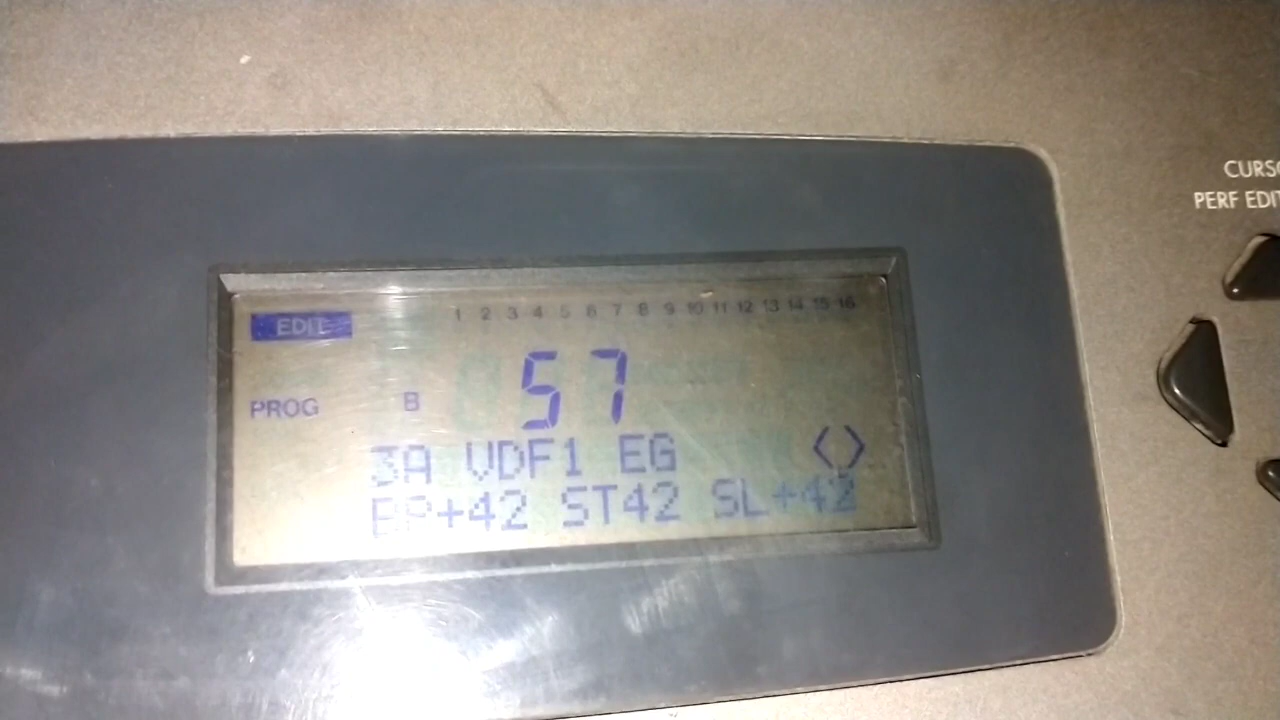 CURSO
PERF EDIT
EDIT 1 2 3 4 5 6 7 8 9 10 11 12 13 14 15 16
PROG B 57
3A VDF1 EG <>
BP+42 ST42 SL+42